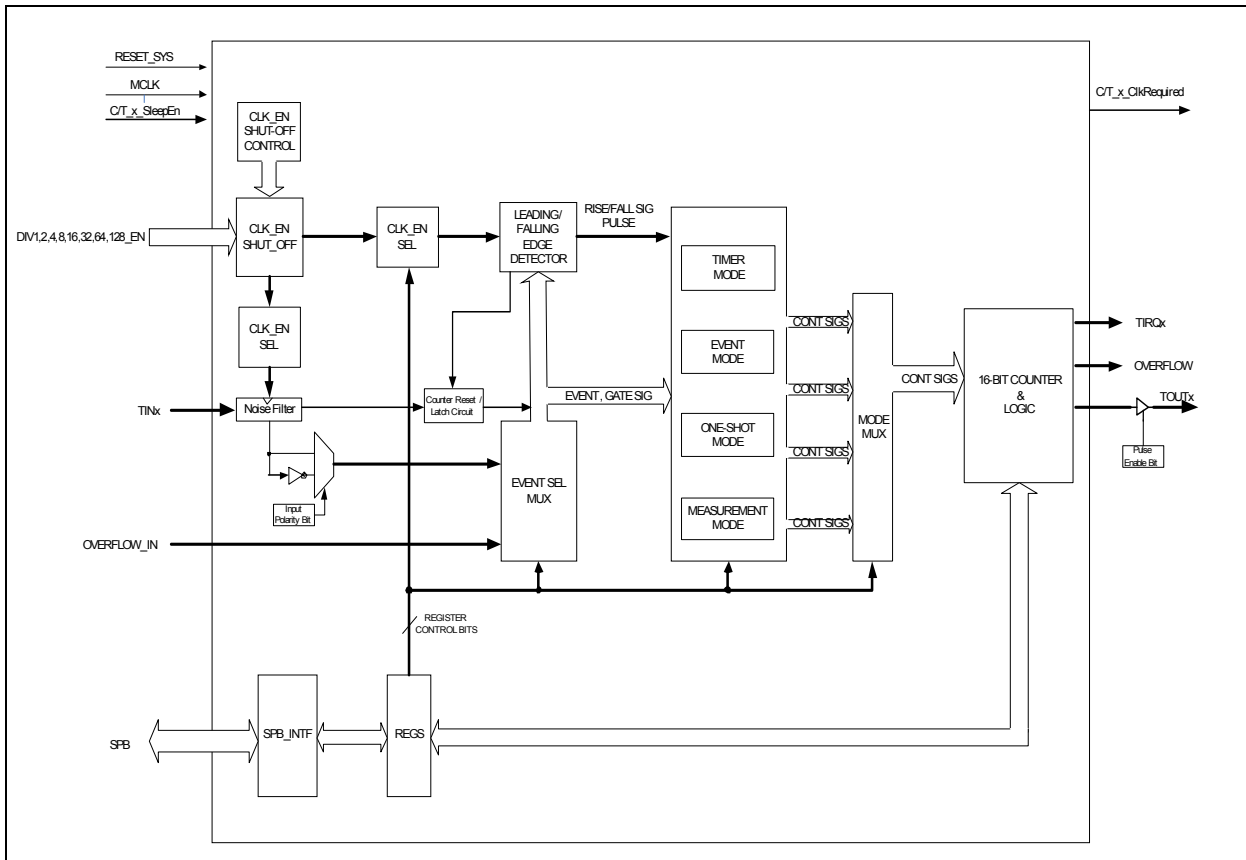 RESET_SYS
MCLK
C/T_x_SleepEn
C/T_x_ClkRequired
CLK_EN
SHUT-OFF
CONTROL
DIV1,2,4,8,16,32,64,128_EN
CLK_EN
SHUT_OFF
CLK_EN
SEL
LEADING/
FALLING
EDGE
DETECTOR
RISE/FALL SIG
PULSE
TIMER
MODE
CLK_EN
SEL
CONT SIGS
EVENT
MODE
CONT SIGS
MODE
MUX
CONT SIGS
16-BIT COUNTER
&
LOGIC
TIRQx
OVERFLOW
TOUTx
Pulse
Enable Bit
TINx
Noise Filter
Counter Reset /
Latch Circuit
EVENT, GATE SIG
ONE-SHOT
MODE
CONT SIGS
Input
Polarity Bit
EVENT SEL
MUX
MEASUREMENT
MODE
CONT SIGS
OVERFLOW_IN
REGISTER
CONTROL BITS
SPB
SPB_INTF
REGS